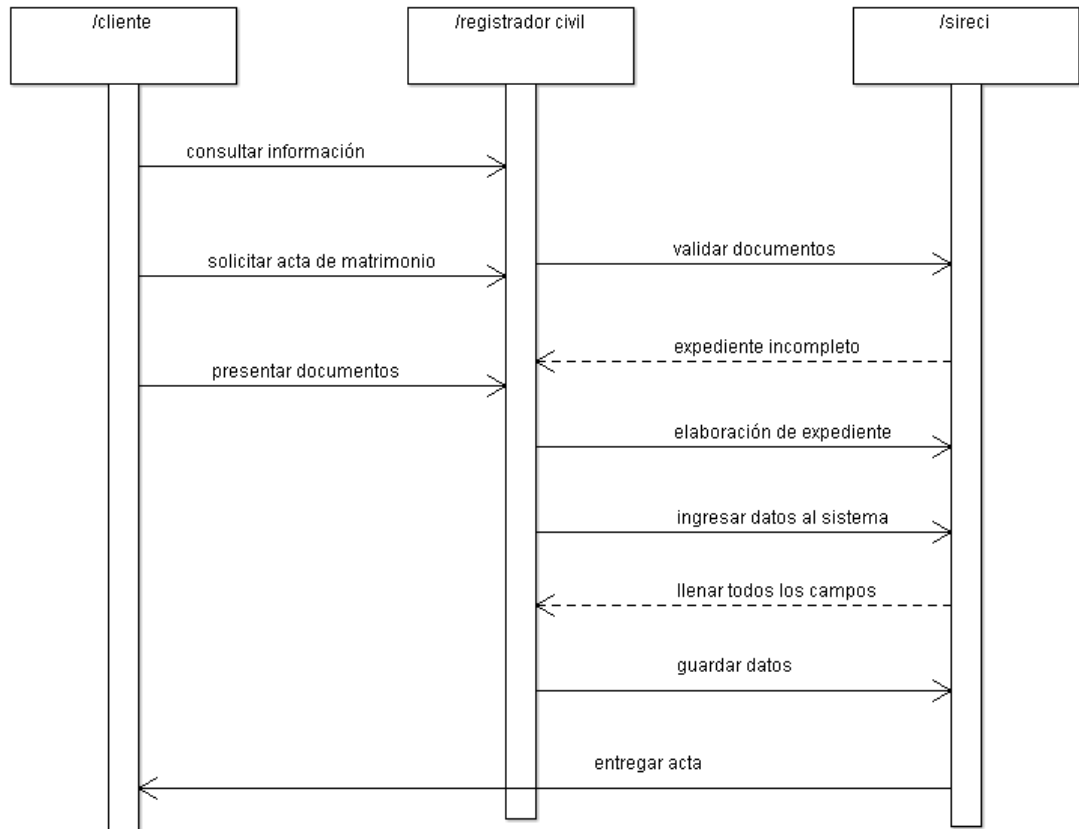 /cliente
/registrador civil
/sireci
consultar información
validar documentos
solicitar acta de matrimonio
expediente incompleto
presentar documentos
elaboración de expediente
ingresar datos al sistema
llenar todos los campos
guardar datos
entregar acta